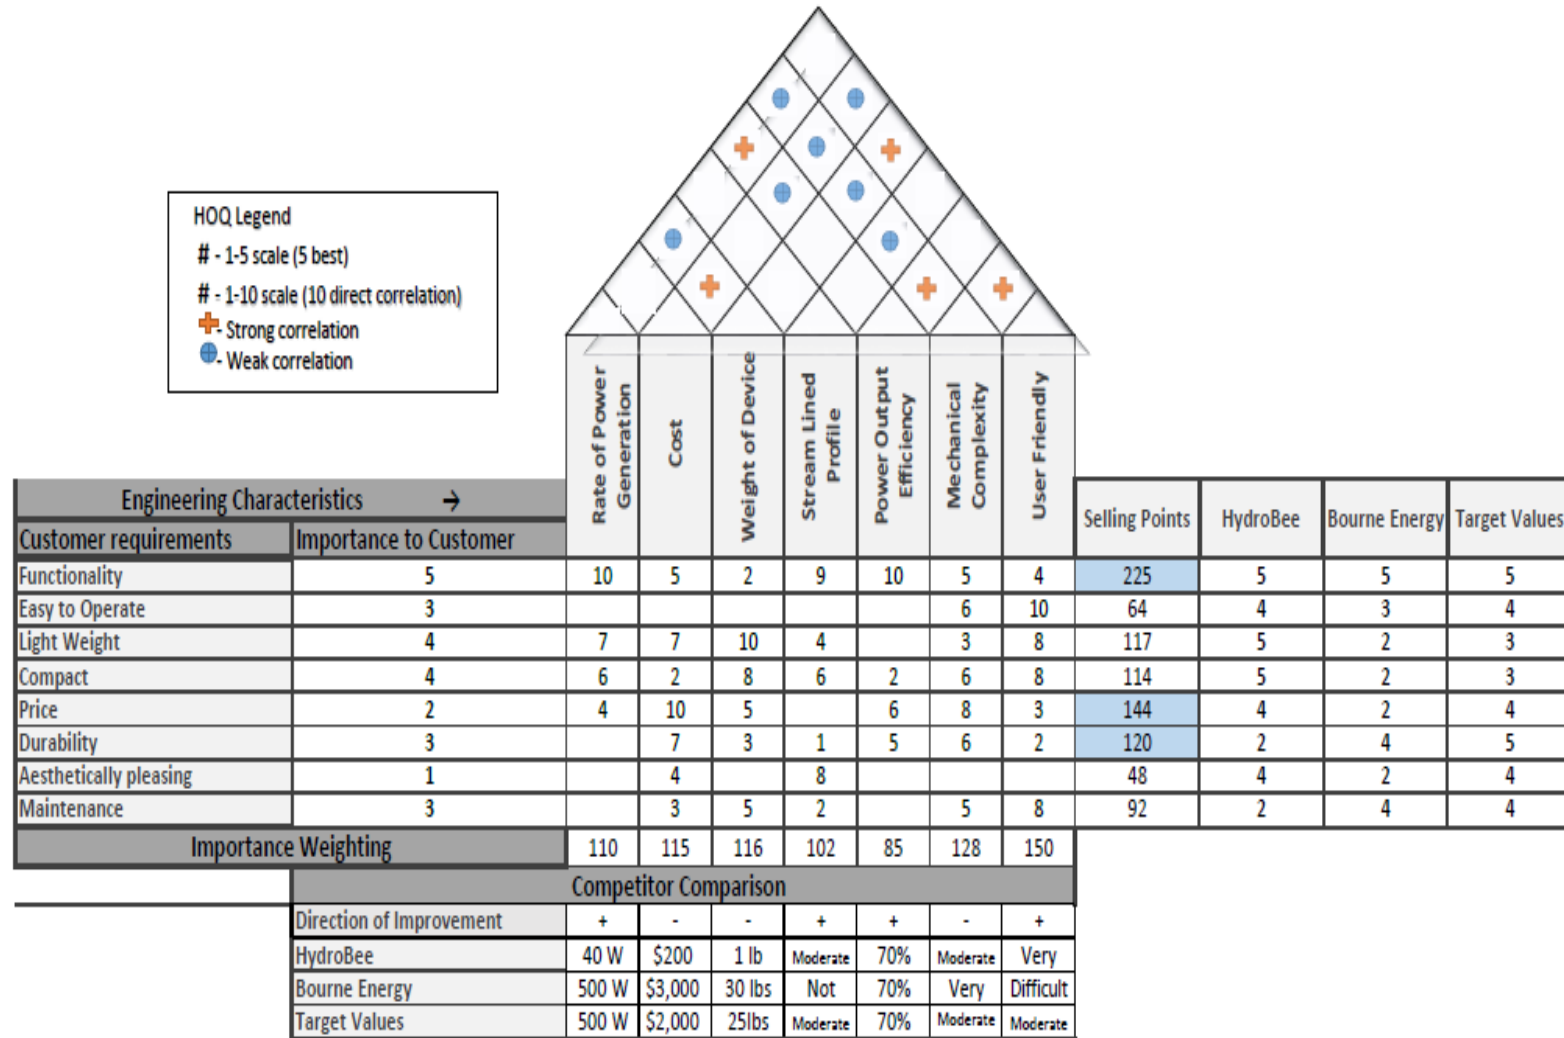 HOQ Legend
# - 1-5 scale (5 best)
# - 1-10 scale (10 direct correlation)
- Strong correlation
- Weak correlation
Rate of Power
Generation
Cost
Weight of Device
Stream Lined
Profile
Power Output
Efficiency
Mechanical
Complexity
User Friendly
Engineering Characteristics →
Selling Points HydroBee Bourne Energy Target Values
Customer requirements Importance to Customer
Functionality 5 10 5 2 9 10 5 4 225 5 5 5
Easy to Operate 3 6 10 64 4 3 4
Light Weight 4 7 7 10 4 3 8 117 5 2 3
Compact 4 6 2 8 6 2 6 8 114 5 2 3
Price 2 4 10 5 6 8 3 144 4 2 4
Durability 3 7 3 1 5 6 2 120 2 4 5
Aesthetically pleasing 1 4 8 48 4 2 4
Maintenance 3 3 5 2 5 8 92 2 4 4
Importance Weighting 110 115 116 102 85 128 150
Competitor Comparison
Direction of Improvement + - - + + - +
HydroBee 40 W $200 1 lb Moderate 70% Moderate Very
Bourne Energy 500 W $3,000 30 lbs Not 70% Very Difficult
Target Values 500 W $2,000 25lbs Moderate 70% Moderate Moderate